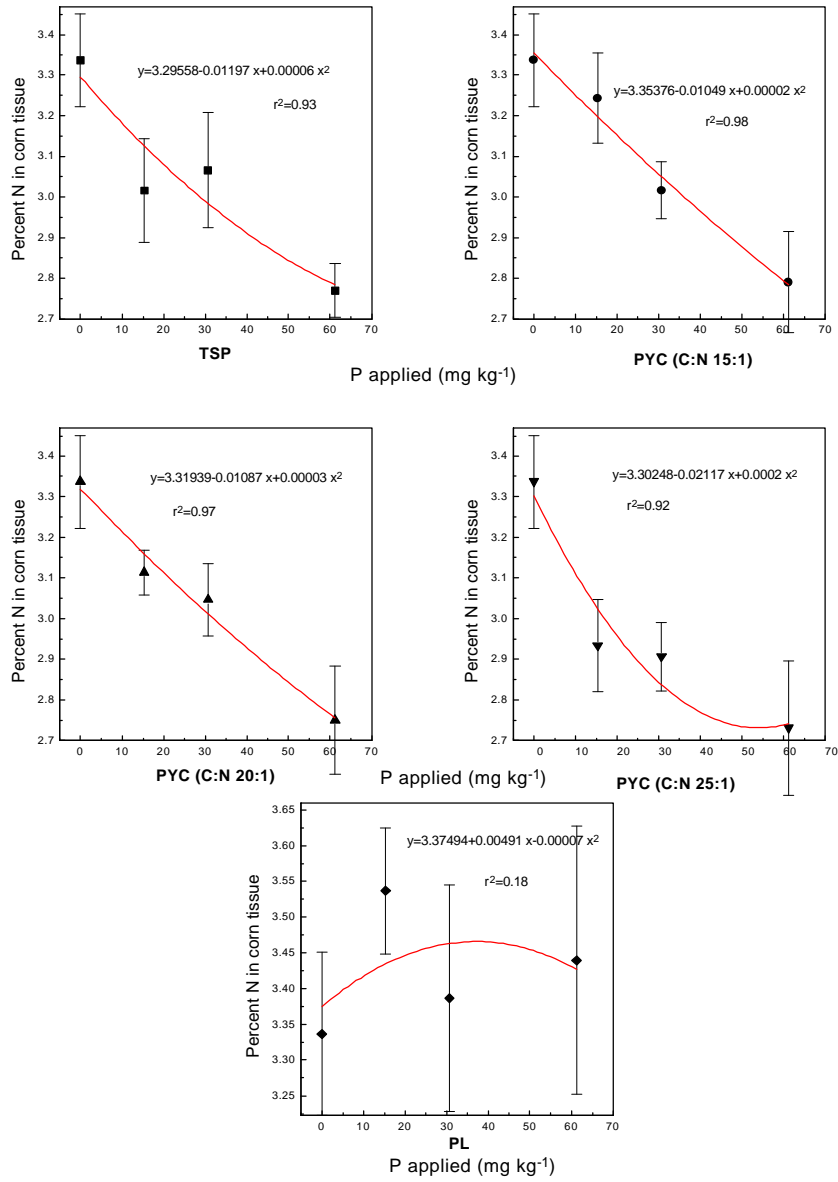 Percent N in corn tissue
3.4
3.3
3.2
3.1
3.0
2.9
2.8
2.7
y=3.29558-0.01197 x+0.00006 x²
r²=0.93
0 10 20 30 40 50 60 70
TSP
Percent N in corn tissue
3.4
3.3
3.2
3.1
3.0
2.9
2.8
2.7
y=3.35376-0.01049 x+0.00002 x²
r²=0.98
0 10 20 30 40 50 60 70
PYC (C:N 15:1)
P applied (mg kg⁻¹)
Percent N in corn tissue
3.4
3.3
3.2
3.1
3.0
2.9
2.8
2.7
y=3.31939-0.01087 x+0.00003 x²
r²=0.97
0 10 20 30 40 50 60 70
PYC (C:N 20:1)
Percent N in corn tissue
3.4
3.3
3.2
3.1
3.0
2.9
2.8
2.7
y=3.30248-0.02117 x+0.0002 x²
r²=0.92
0 10 20 30 40 50 60 70
PYC (C:N 25:1)
P applied (mg kg⁻¹)
Percent N in corn tissue
3.65
3.60
3.55
3.50
3.45
3.40
3.35
3.30
3.25
y=3.37494+0.00491 x-0.00007 x²
r²=0.18
0 10 20 30 40 50 60 70
PL
P applied (mg kg⁻¹)